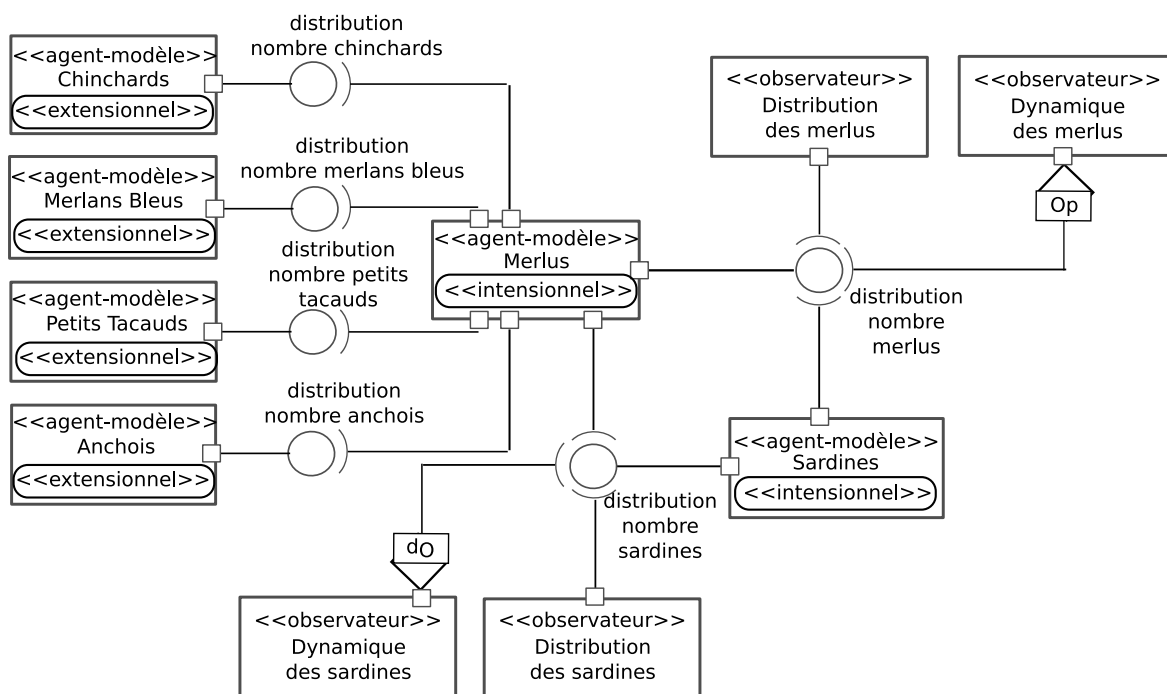 distribution
nombre chinchards
<<agent-modèle>>
Chinchards
<<extensionnel>>
<<observateur>>
Distribution
des merlus
<<observateur>>
Dynamique
des merlus
distribution
nombre merlans bleus
<<agent-modèle>>
Merlans Bleus
<<extensionnel>>
Op
distribution
nombre petits
tacauds
<<agent-modèle>>
Merlus
<<intensionnel>>
<<agent-modèle>>
Petits Tacauds
<<extensionnel>>
distribution
nombre
merlus
distribution
nombre anchois
<<agent-modèle>>
Anchois
<<extensionnel>>
<<agent-modèle>>
Sardines
<<intensionnel>>
distribution
nombre
sardines
Op
<<observateur>>
Dynamique
des sardines
<<observateur>>
Distribution
des sardines